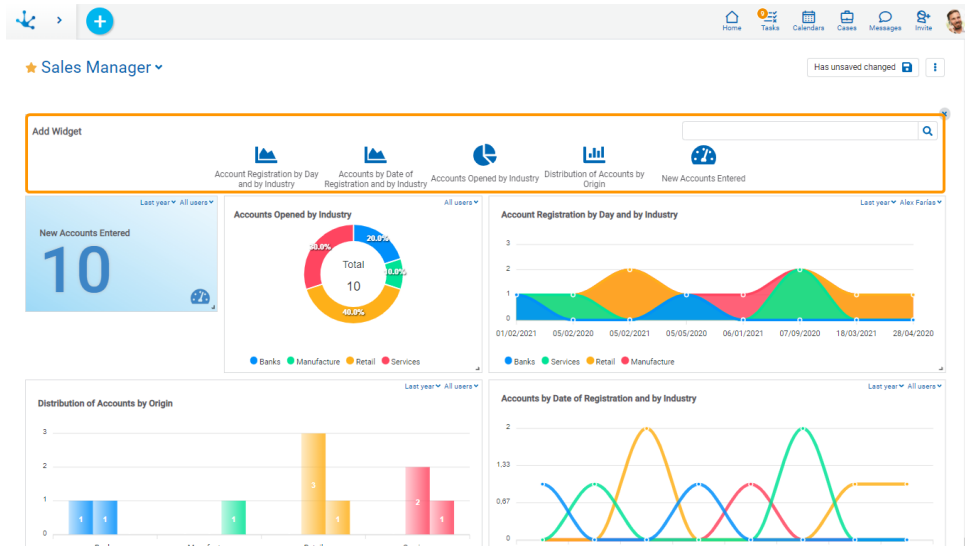 9
Home
Tasks
Calendars
Cases
Messages
Invite
Sales Manager
Has unsaved changed
Add Widget
Account Registration by Day
and by Industry
Accounts by Date of
Registration and by Industry
Accounts Opened by Industry
Distribution of Accounts by
Origin
New Accounts Entered
Last year All users
New Accounts Entered
10
All users
Accounts Opened by Industry
20.0%
10.0%
40.0%
30.0%
Total
10
Banks Manufacture Retail Services
Last year Alex Farías
Account Registration by Day and by Industry
3
2
1
0
01/02/2021 05/02/2020 05/02/2021 05/05/2020 06/01/2021 07/09/2020 18/03/2021 28/04/2020
Banks Services Retail Manufacture
Last year All users
Distribution of Accounts by Origin
3
2
1
0
1 1 1 3 1 2 1
Last year All users
Accounts by Date of Registration and by Industry
2
1.33
0.67
0